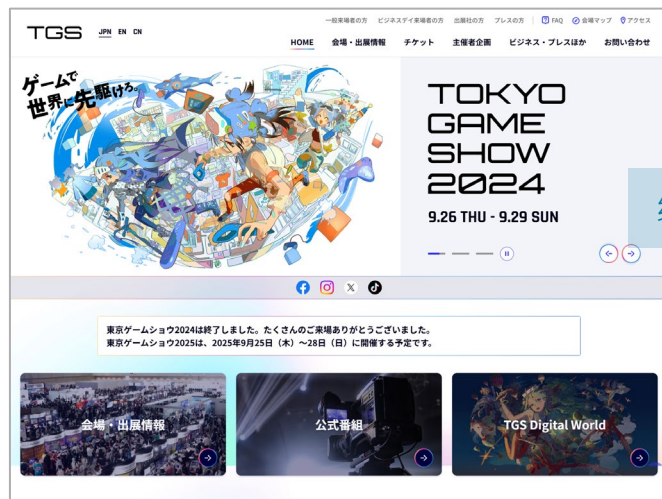 TGS
JPN EN CN
一般来場者の方 ビジネスデイ来場者の方 出展社の方 プレスの方 FAQ 会場マップ アクセス
HOME 会場・出展情報 チケット 主催者企画 ビジネス・プレスほか お問い合わせ
ゲームで
世界に先駆けろ。
TOKYO
GAME
SHOW
2024
9.26 THU - 9.29 SUN
東京ゲームショウ2024は終了しました。たくさんのご来場ありがとうございました。
東京ゲームショウ2025は、2025年9月25日（木）～28日（日）に開催する予定です。
会場・出展情報
公式番組
TGS Digital World